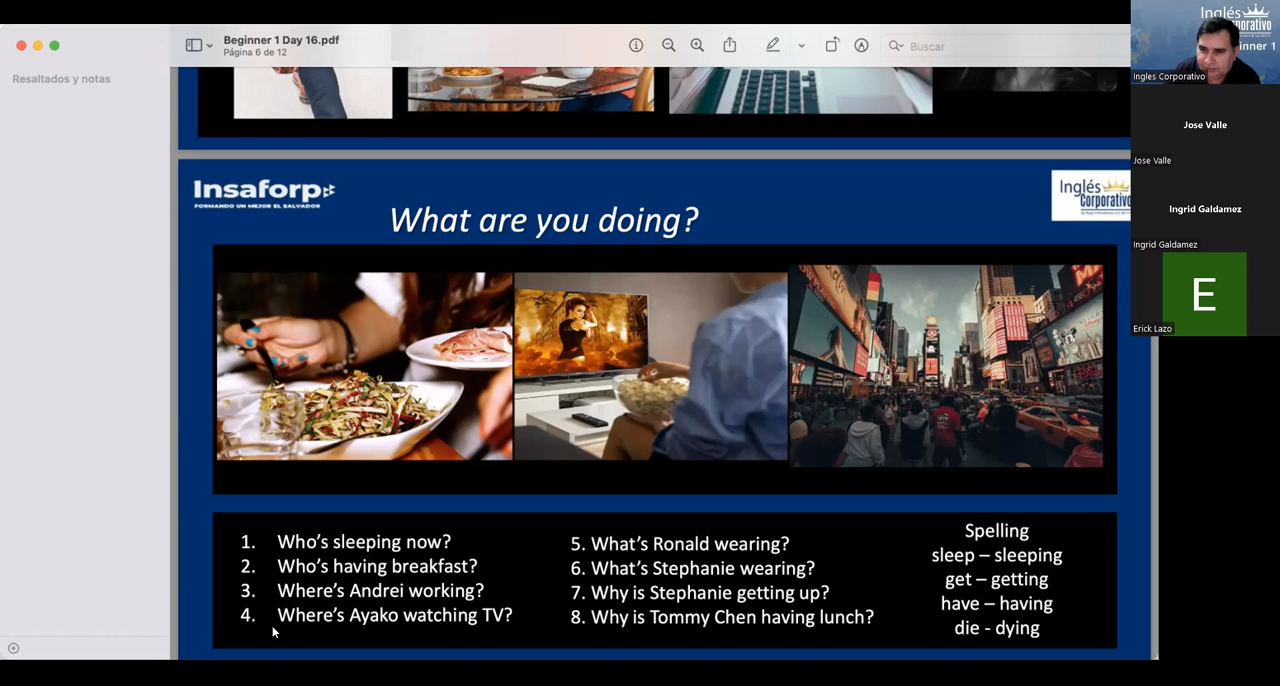 Beginner 1 Day 16.pdf
Página 6 de 12
Buscar
Resaltados y notas
Inglés
Ingles Corporativo
Jose Valle
Jose Valle
Ingrid Galdamez
Ingrid Galdamez
E
Erick Lazo
Insaforp
FORMANDO UN MEJOR EL SALVADOR
Inglés
Corporativo
What are you doing?
1. Who's sleeping now?
2. Who's having breakfast?
3. Where's Andrei working?
4. Where's Ayako watching TV?
5. What's Ronald wearing?
6. What's Stephanie wearing?
7. Why is Stephanie getting up?
8. Why is Tommy Chen having lunch?
Spelling
sleep – sleeping
get – getting
have – having
die - dying